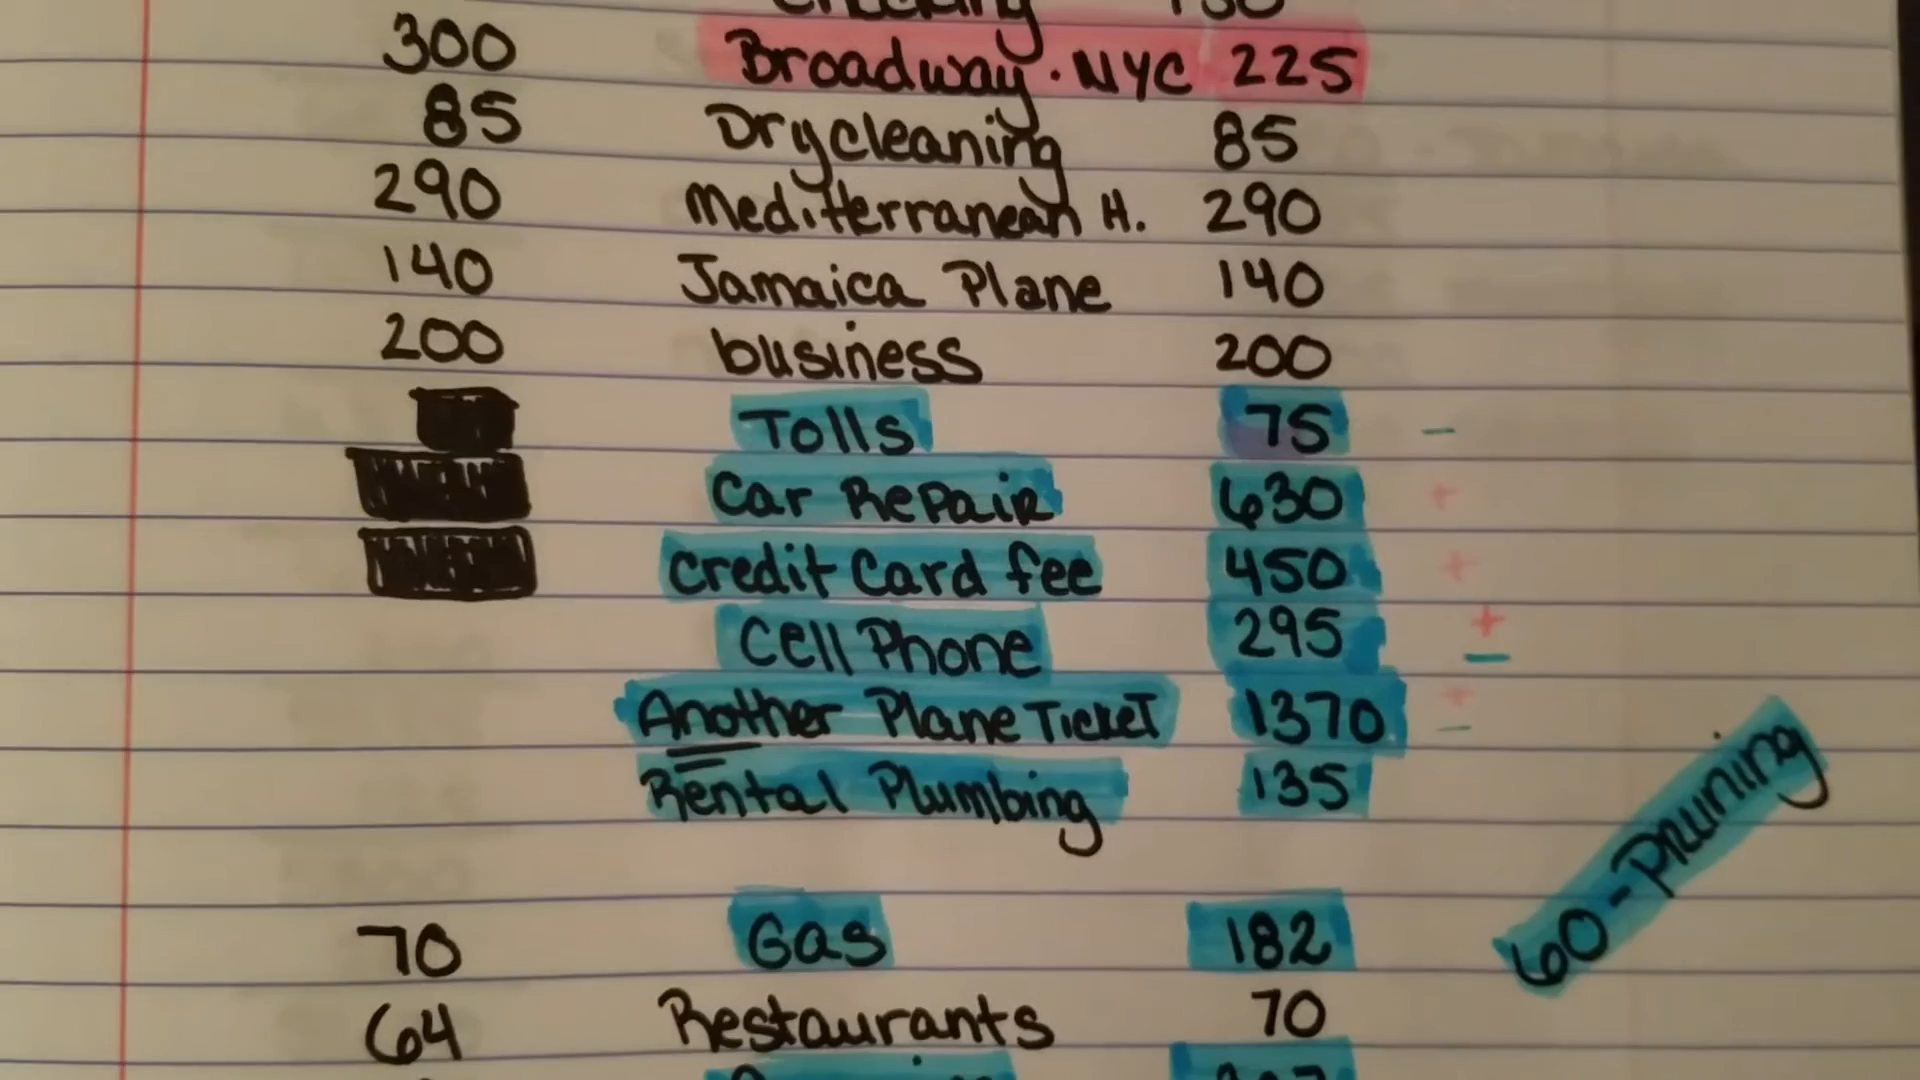 300 Broadway · NYC 225
85 Drycleaning 85
290 Mediterranean H. 290
140 Jamaica Plane 140
200 business 200
Tolls 75 -
Car Repair 630 +
Credit Card fee 450 +
Cell Phone 295 + -
Another Plane Ticket 1370 + -
Rental Plumbing 135
60-Pruning
70 Gas 182
64 Restaurants 70